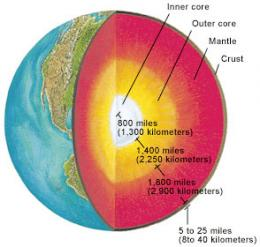 Inner core
Outer core
Mantle
Crust
800 miles
(1,300 kilometers)
1,400 miles
(2,250 kilometers)
1,800 miles
(2,900 kilometers)
5 to 25 miles
(8to 40 kilometers)